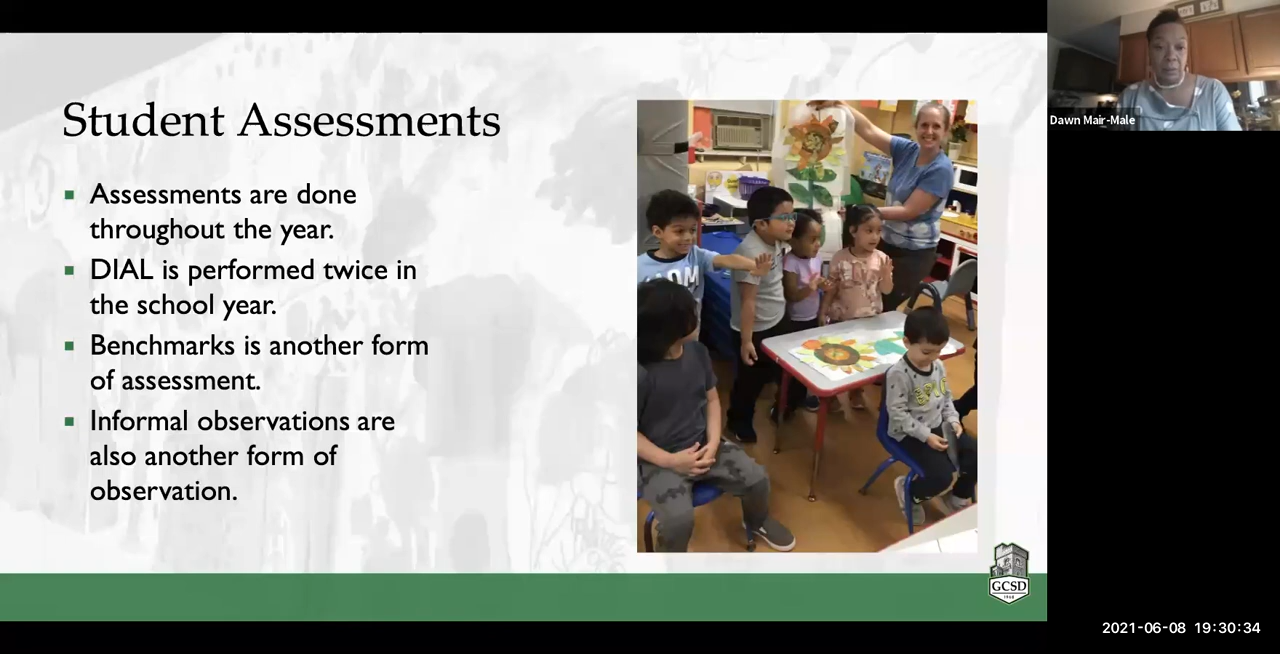 Student Assessments
Assessments are done
throughout the year.
DIAL is performed twice in
the school year.
Benchmarks is another form
of assessment.
Informal observations are
also another form of
observation.
GCSD
Dawn Mair-Male
2021-06-08 19:30:34